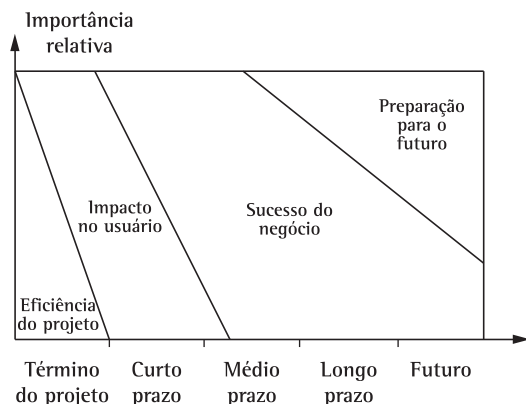 Importância
relativa
Preparação
para o
futuro
Impacto
no usuário
Sucesso do
negócio
Eficiência
do projeto
Término
do projeto
Curto
prazo
Médio
prazo
Longo
prazo
Futuro